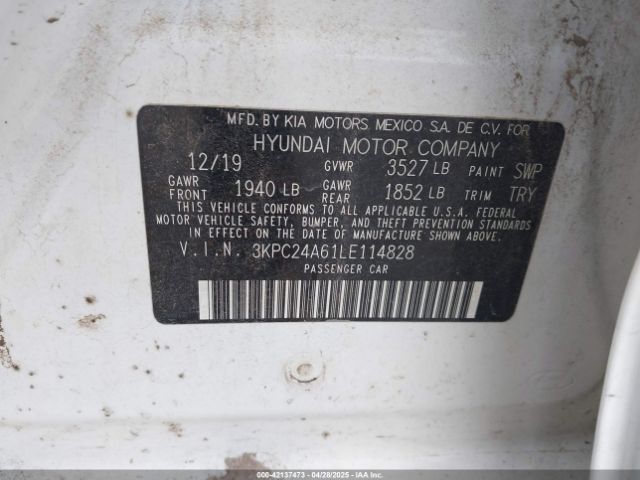 MFD. BY KIA MOTORS MEXICO S.A. DE C.V. FOR
HYUNDAI MOTOR COMPANY
12/19 GVWR 3527 LB PAINT SWP
GAWR FRONT 1940 LB GAWR REAR 1852 LB TRIM TRY
THIS VEHICLE CONFORMS TO ALL APPLICABLE U.S.A. FEDERAL
MOTOR VEHICLE SAFETY, BUMPER, AND THEFT PREVENTION STANDARDS
IN EFFECT ON THE DATE OF MANUFACTURE SHOWN ABOVE.
V.I.N. 3KPC24A61LE114828
PASSENGER CAR
000-42137473 - 04/28/2025 - IAAI.COM